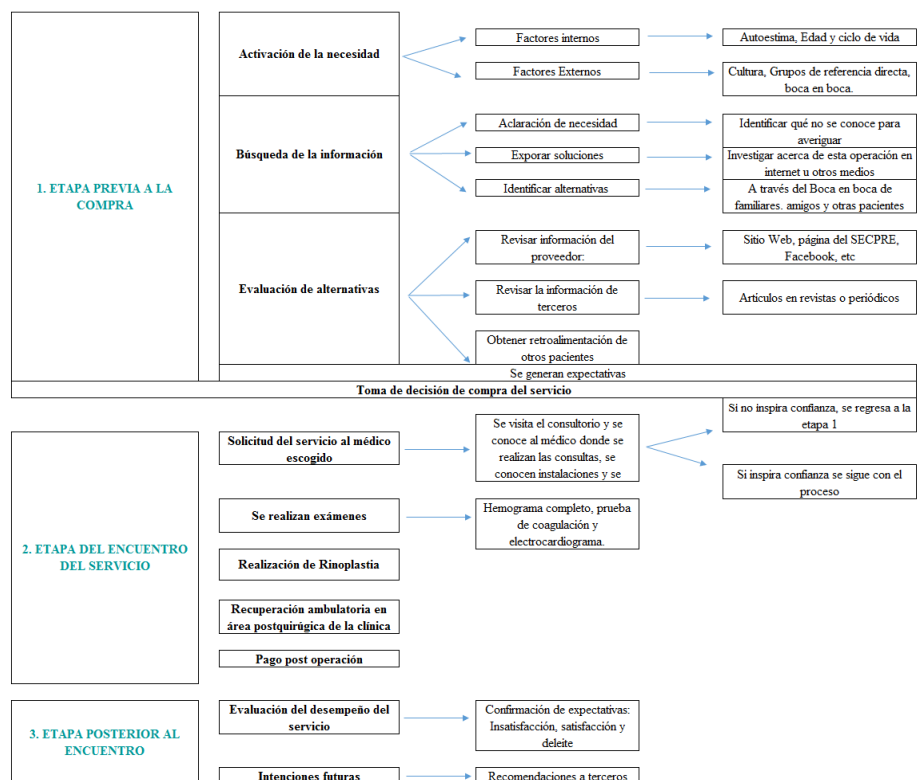 1. ETAPA PREVIA A LA
COMPRA
Activación de la necesidad
Factores internos
Autoestima, Edad y ciclo de vida
Factores Externos
Cultura, Grupos de referencia directa,
boca en boca.
Búsqueda de la información
Aclaración de necesidad
Identificar qué no se conoce para
averiguar
Exporar soluciones
Investigar acerca de esta operación en
internet u otros medios
Identificar alternativas
A través del Boca en boca de
familiares. amigos y otras pacientes
Evaluación de alternativas
Revisar información del
proveedor:
Sitio Web, página del SECPRE,
Facebook, etc
Revisar la información de
terceros
Articulos en revistas o periódicos
Obtener retroalimentación de
otros pacientes
Se generan expectativas
Toma de decisión de compra del servicio
2. ETAPA DEL ENCUENTRO
DEL SERVICIO
Solicitud del servicio al médico
escogido
Se visita el consultorio y se
conoce al médico donde se
realizan las consultas, se
conocen instalaciones y se
Si no inspira confianza, se regresa a la
etapa 1
Si inspira confianza se sigue con el
proceso
Se realizan exámenes
Hemograma completo, prueba
de coagulación y
electrocardiograma.
Realización de Rinoplastía
Recuperación ambulatoria en
área postquirúgica de la clínica
Pago post operación
3. ETAPA POSTERIOR AL
ENCUENTRO
Evaluación del desempeño del
servicio
Confirmación de expectativas:
Insatisfacción, satisfacción y
deleite
Intenciones futuras
Recomendaciones a terceros